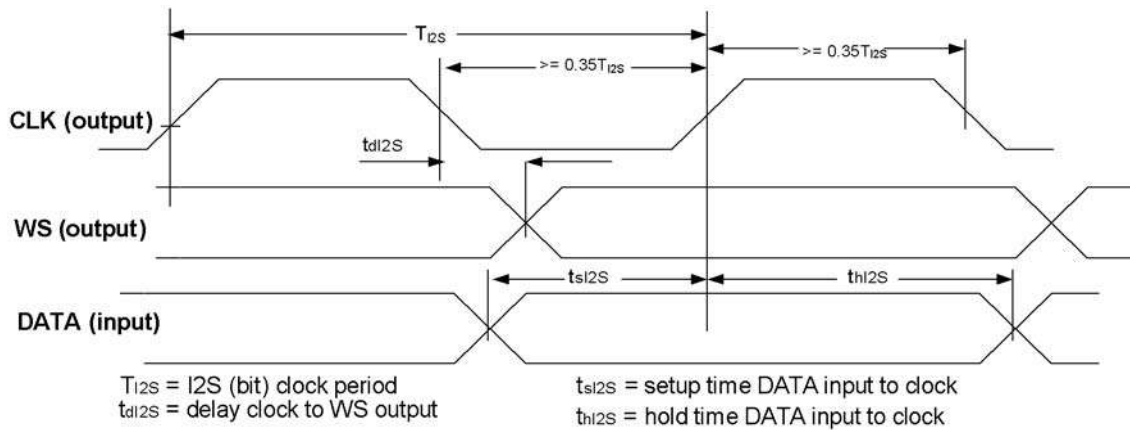 TI2S
>= 0.35TI2S
>= 0.35TI2S
CLK (output)
tdI2S
WS (output)
tsI2S
thI2S
DATA (input)
TI2S = I2S (bit) clock period
tdI2S = delay clock to WS output
tsI2S = setup time DATA input to clock
thI2S = hold time DATA input to clock